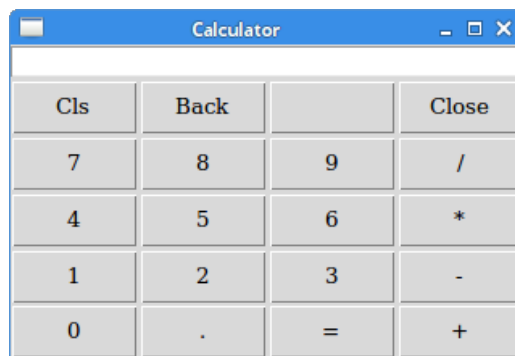 Calculator
Cls Back Close
7 8 9 /
4 5 6 *
1 2 3 -
0 . = +